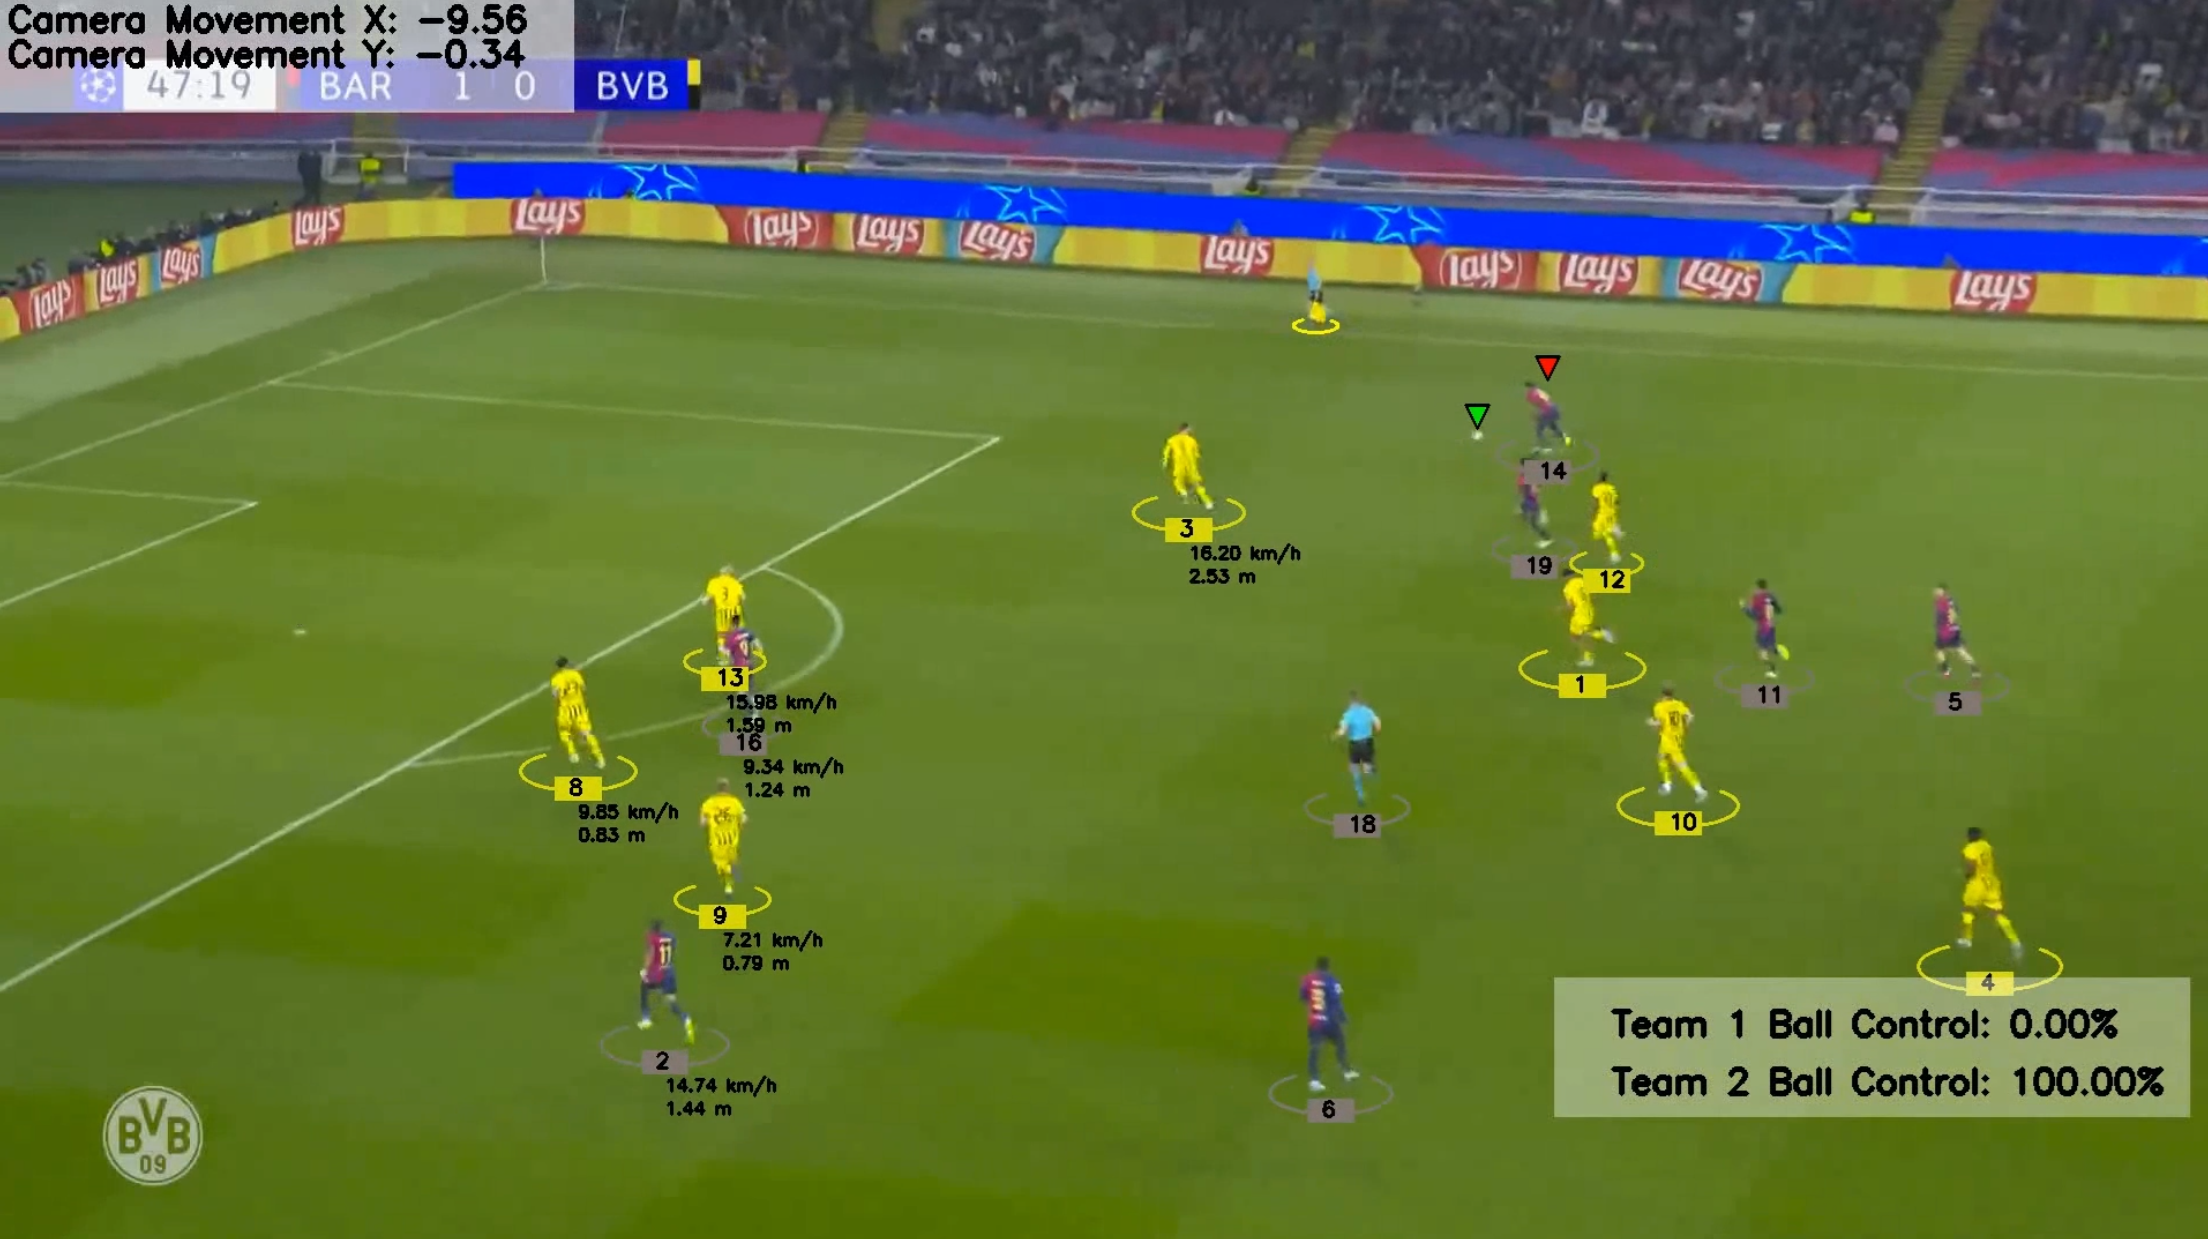 Camera Movement X: -9.56
Camera Movement Y: -0.34
47:19 BAR 1 0 BVB
Lays Lays Lays Lays Lays
Lays Lays Lays Lays Lays Lays Lays Lays
14
3
16.20 km/h
2.53 m
19
12
13
15.98 km/h
1.59 m
1
11
5
16
9.34 km/h
1.24 m
8
9.85 km/h
0.83 m
10
10
18
26
9
7.21 km/h
0.79 m
11
4
2
14.74 km/h
1.44 m
6
Team 1 Ball Control: 0.00%
Team 2 Ball Control: 100.00%
BVB
09